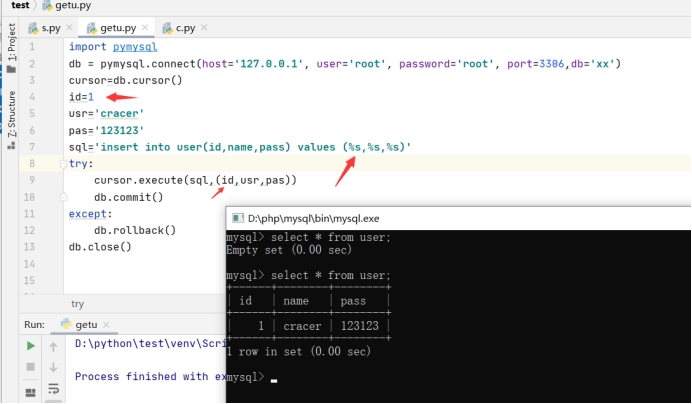 test
getu.py
s.py
getu.py
c.py
1: Project
Z: Structure
1 import pymysql
2 db = pymysql.connect(host='127.0.0.1', user='root', password='root', port=3306,db='xx')
3 cursor=db.cursor()
4 id=1
5 usr='cracer'
6 pas='123123'
7 sql='insert into user(id,name,pass) values (%s,%s,%s)'
8 try:
9 cursor.execute(sql,(id,usr,pas))
10 db.commit()
11 except:
12 db.rollback()
13 db.close()
14
15
try
Run: getu
D:\python\test\venv\Scri
Process finished with ex
D:\php\mysql\bin\mysql.exe
mysql> select * from user;
Empty set (0.00 sec)
mysql> select * from user;
+------+--------+--------+
| id | name | pass |
+------+--------+--------+
| 1 | cracer | 123123 |
+------+--------+--------+
1 row in set (0.00 sec)
mysql> _